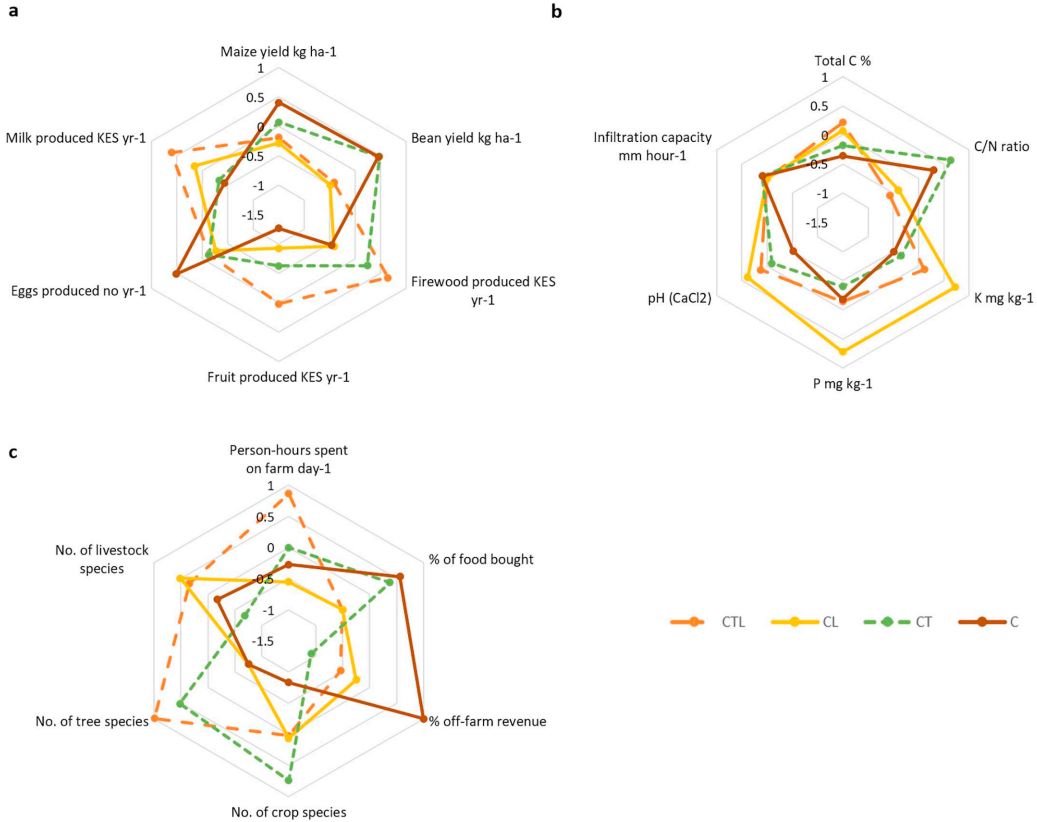 a
Maize yield kg ha-1
1
0.5
0
-0.5
-1
-1.5
Bean yield kg ha-1
Firewood produced KES
yr-1
Fruit produced KES yr-1
Eggs produced no yr-1
Milk produced KES yr-1
b
Total C %
1
0.5
0
-0.5
-1
-1.5
C/N ratio
K mg kg-1
P mg kg-1
pH (CaCl2)
Infiltration capacity
mm hour-1
c
Person-hours spent
on farm day-1
1
0.5
0
-0.5
-1
-1.5
% of food bought
% off-farm revenue
No. of crop species
No. of tree species
No. of livestock
species
CTL
CL
CT
C